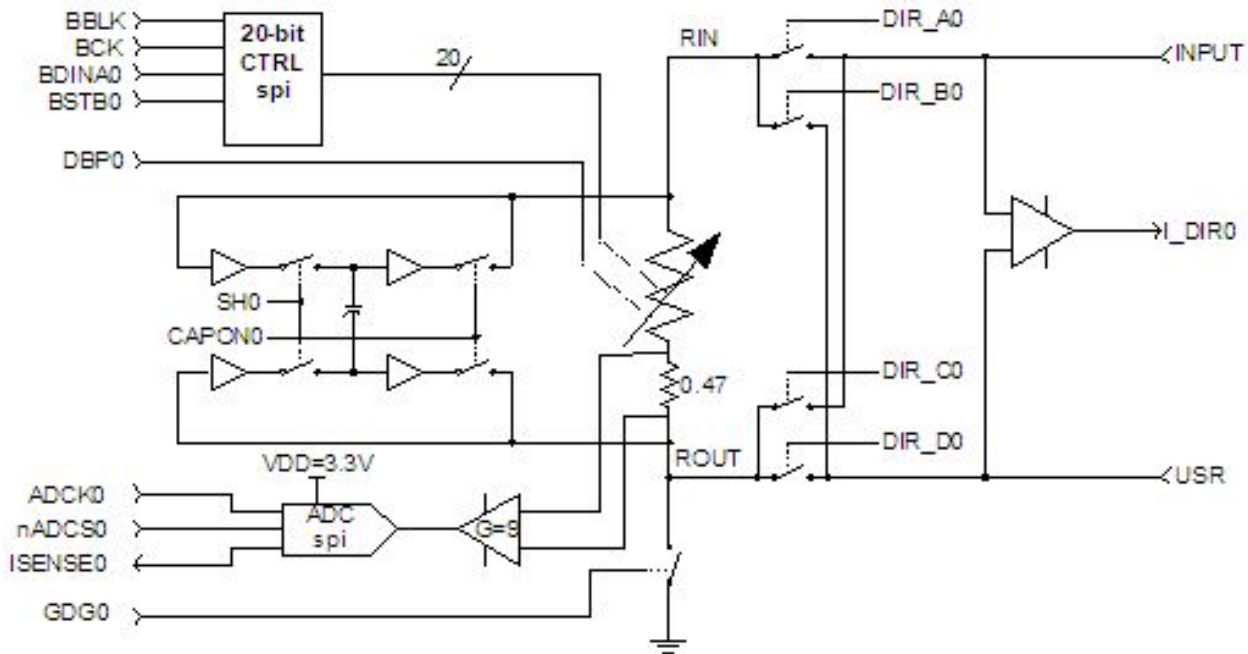 BBLK
BCK
BDINA0
BSTB0
20-bit
CTRL
spi
20
DBP0
RIN
DIR_A0
INPUT
DIR_B0
I_DIR0
SH0
CAPON0
0.47
DIR_C0
DIR_D0
ROUT
USR
VDD=3.3V
ADCK0
nADCS0
ISENSE0
ADC
spi
G=9
GDG0